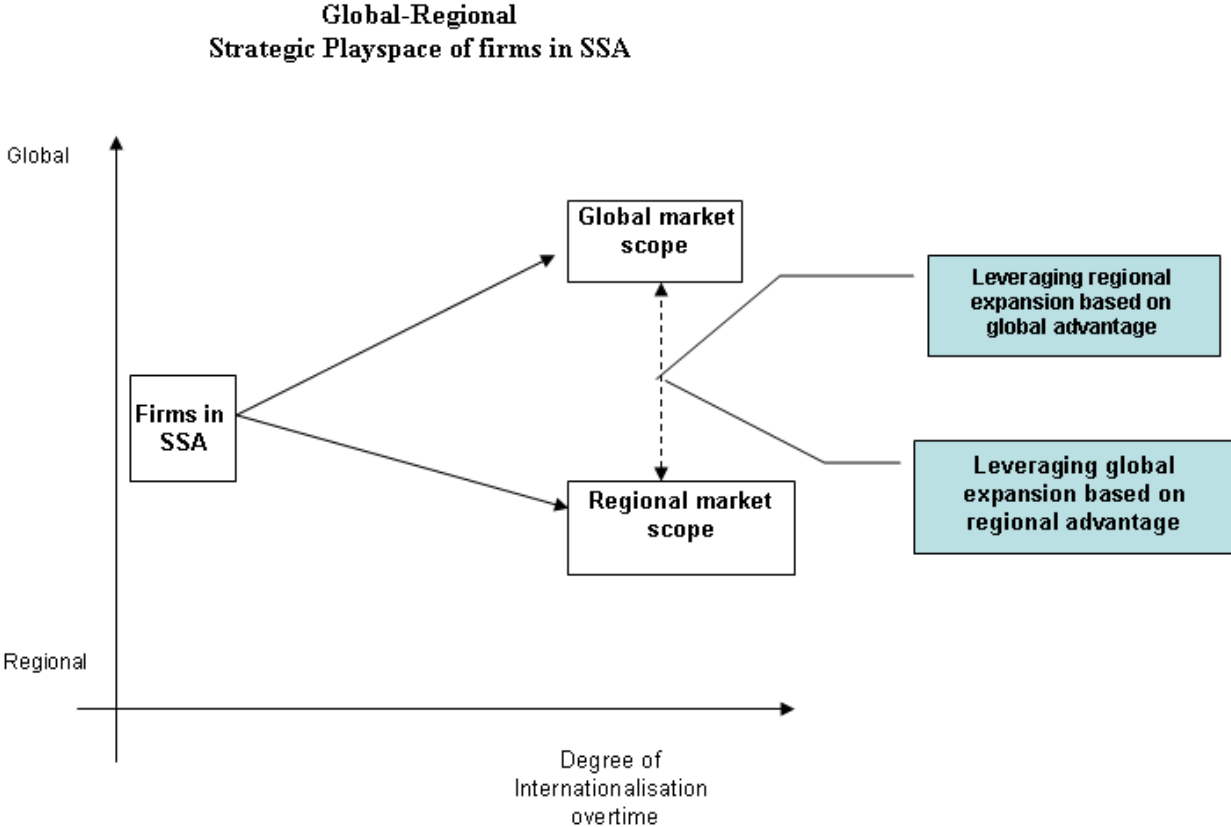 Global-Regional
Strategic Playspace of firms in SSA
Global
Global market
scope
Leveraging regional
expansion based on
global advantage
Firms in
SSA
Leveraging global
expansion based on
regional advantage
Regional market
scope
Regional
Degree of
Internationalisation
overtime